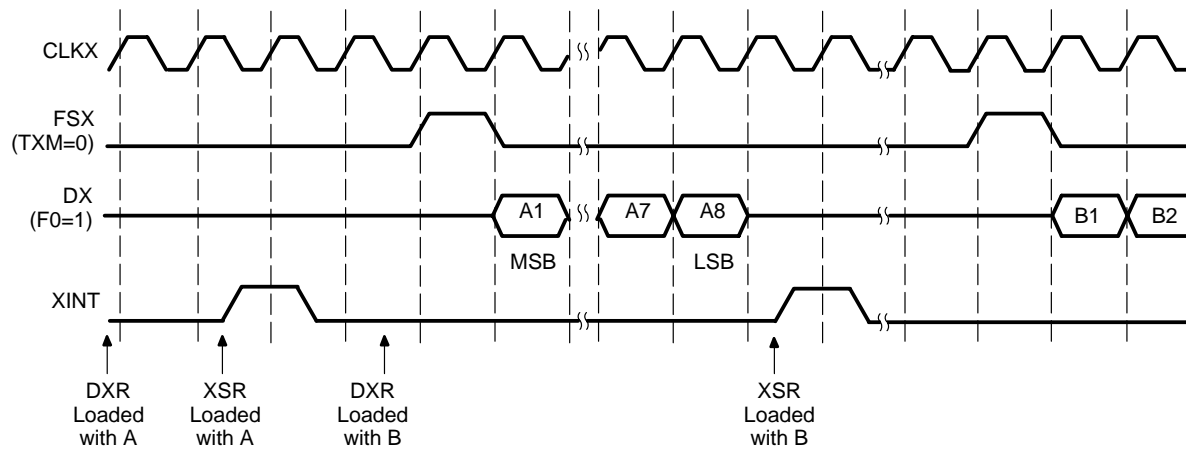 CLKX
FSX
(TXM=0)
DX
(F0=1)
A1
A7
A8
B1
B2
MSB
LSB
XINT
DXR
Loaded
with A
XSR
Loaded
with A
DXR
Loaded
with B
XSR
Loaded
with B